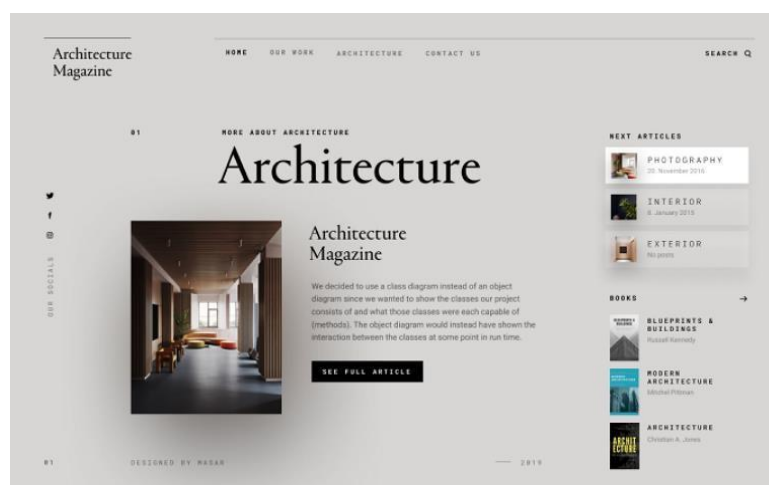 Architecture
Magazine
HOME
OUR WORK
ARCHITECTURE
CONTACT US
SEARCH
01
MORE ABOUT ARCHITECTURE
Architecture
Architecture
Magazine
We decided to use a class diagram instead of an object
diagram since we wanted to show the classes our project
consists of and what those classes were each capable of
(methods). The object diagram would instead have shown the
interaction between the classes at some point in run time.
SEE FULL ARTICLE
OUR SOCIALS
NEXT ARTICLES
PHOTOGRAPHY
20. November 2016
INTERIOR
6. January 2016
EXTERIOR
No posts
BOOKS
BLUEPRINTS &
BUILDINGS
Russell Kennedy
MODERN
ARCHITECTURE
Mitchel Pittman
ARCHIT
ECTURE
ARCHITECTURE
Christian A. Jones
01
DESIGNED BY MASAR
2019